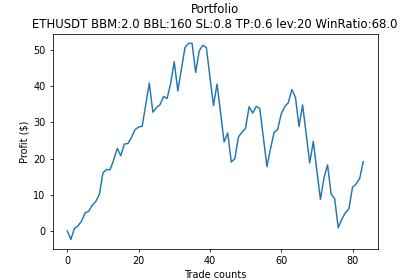 Portfolio
ETHUSDT BBM:2.0 BBL:160 SL:0.8 TP:0.6 lev:20 WinRatio:68.0
Profit ($)
50
40
30
20
10
0
0 20 40 60 80
Trade counts